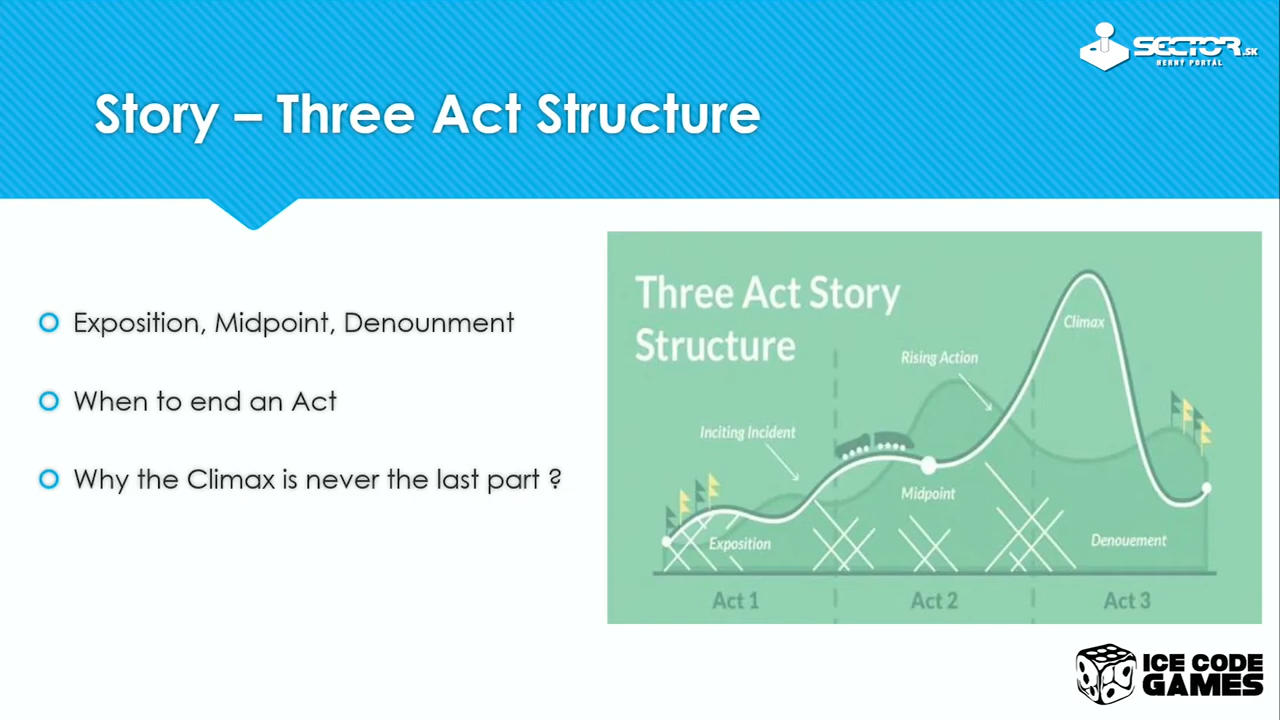 SECTOR.SK
HERNÝ PORTÁL
Story – Three Act Structure
Exposition, Midpoint, Denounment
When to end an Act
Why the Climax is never the last part ?
Three Act Story
Structure
Climax
Rising Action
Inciting Incident
Midpoint
Exposition
Denouement
Act 1
Act 2
Act 3
ICE CODE
GAMES